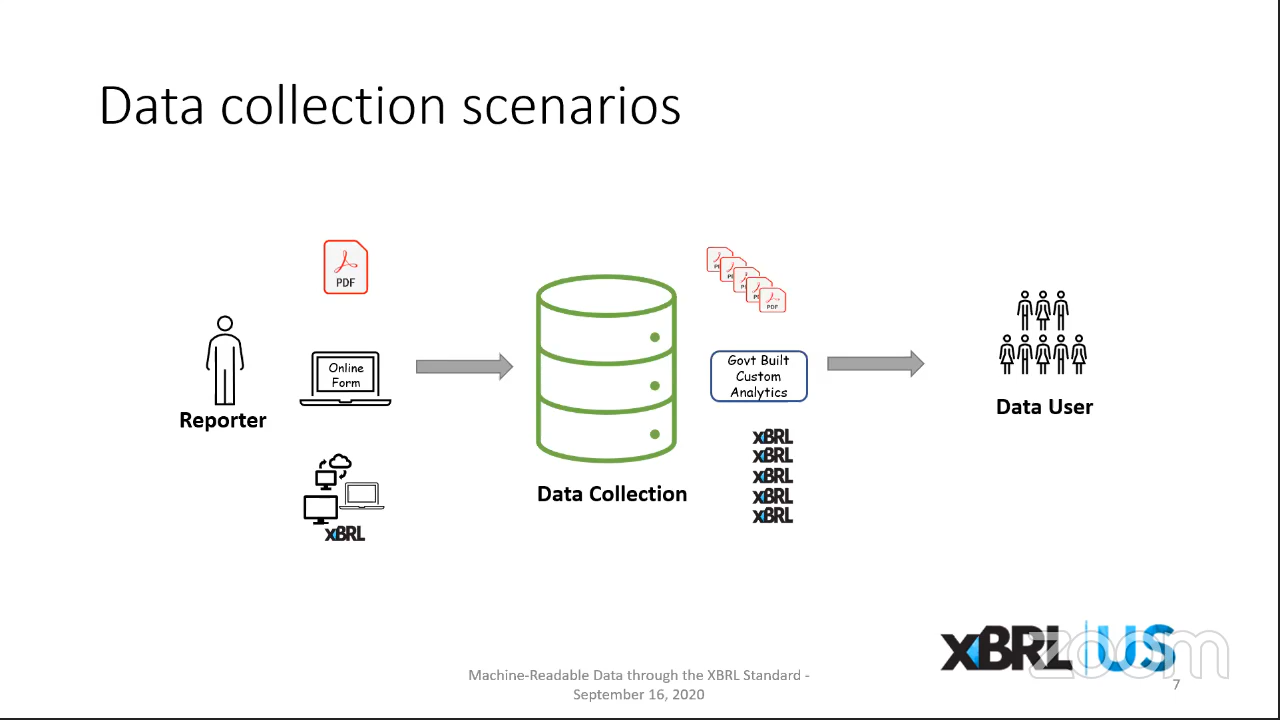 Data collection scenarios
PDF
Online
Form
Reporter
XBRL
Data Collection
PDF
Govt Built
Custom
Analytics
XBRL
XBRL
XBRL
XBRL
XBRL
Data User
XBRL US
zoom
Machine-Readable Data through the XBRL Standard -
September 16, 2020
7